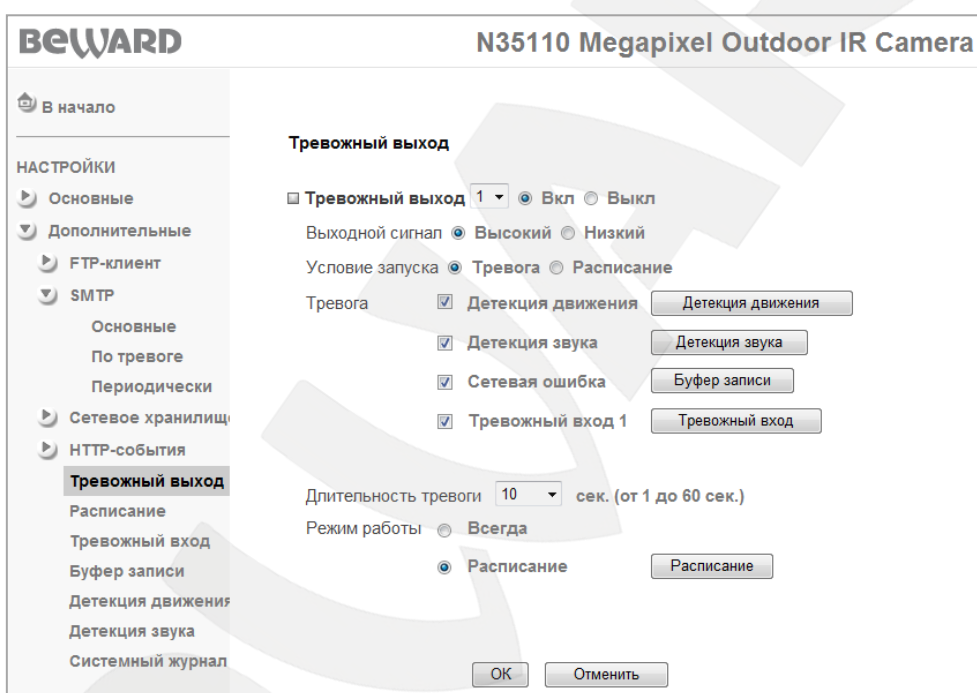 BEWARD
N35110 Megapixel Outdoor IR Camera
В начало
НАСТРОЙКИ
Основные
Дополнительные
FTP-клиент
SMTP
Основные
По тревоге
Периодически
Сетевое хранилищ
HTTP-события
Тревожный выход
Расписание
Тревожный вход
Буфер записи
Детекция движения
Детекция звука
Системный журнал
Тревожный выход
Тревожный выход 1 Вкл Выкл
Выходной сигнал Высокий Низкий
Условие запуска Тревога Расписание
Тревога Детекция движения Детекция движения
Детекция звука Детекция звука
Сетевая ошибка Буфер записи
Тревожный вход 1 Тревожный вход
Длительность тревоги 10 сек. (от 1 до 60 сек.)
Режим работы Всегда
Расписание Расписание
OK Отменить